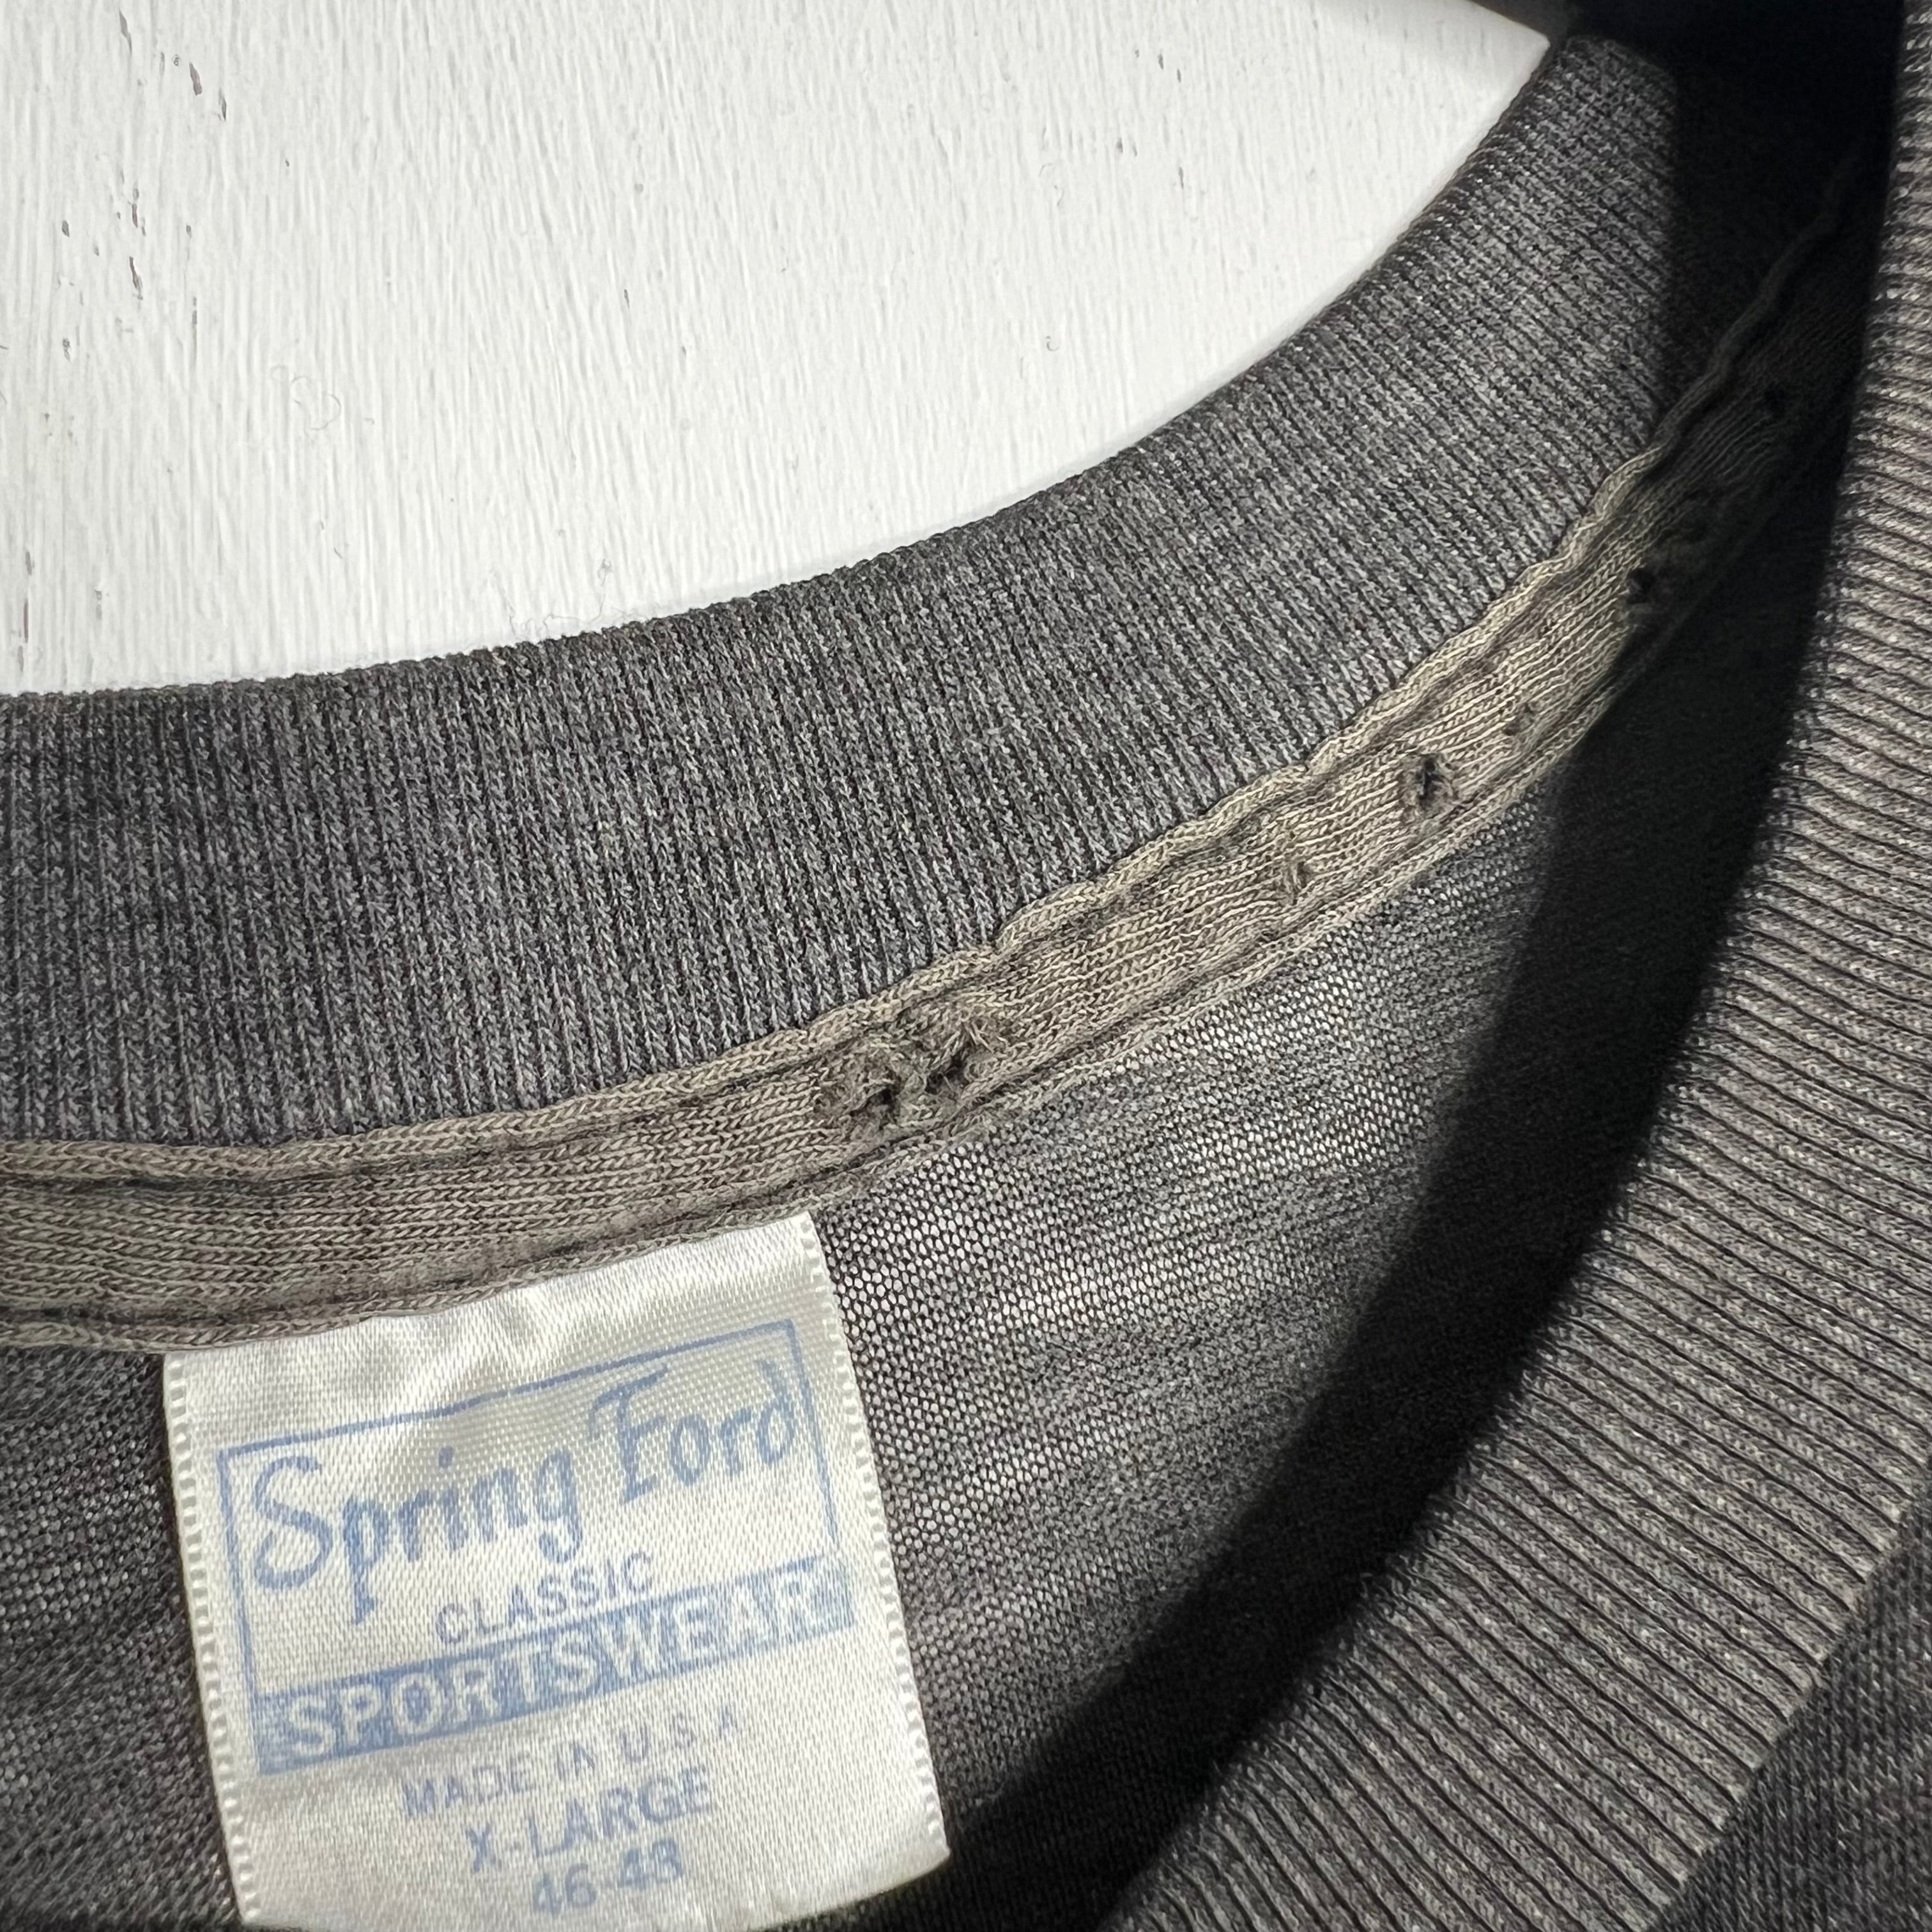 Spring Ford
CLASSIC
SPORTSWEAR
MADE IN U.S.A
X-LARGE
46-48